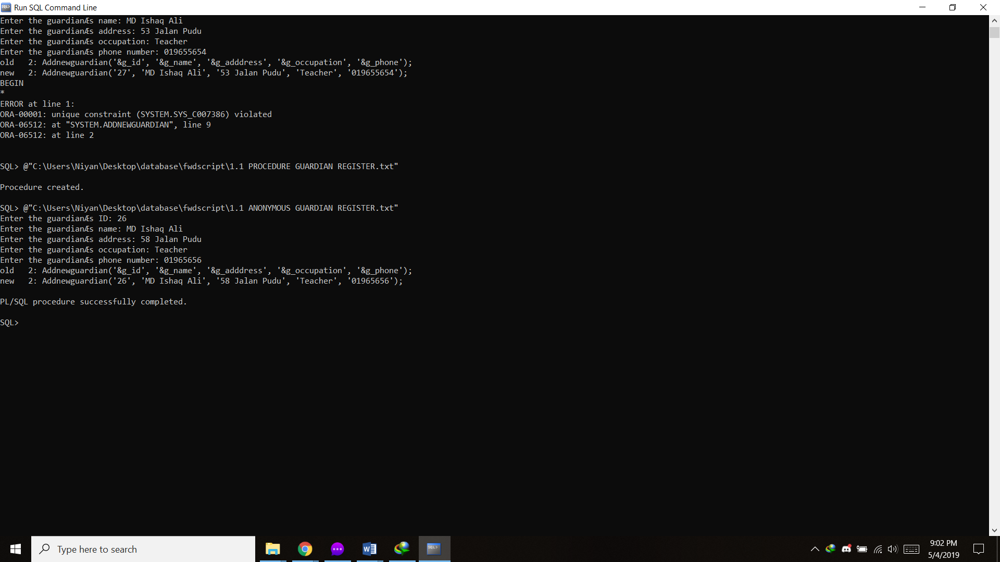 Run SQL Command Line
Enter the guardianÆs name: MD Ishaq Ali
Enter the guardianÆs address: 53 Jalan Pudu
Enter the guardianÆs occupation: Teacher
Enter the guardianÆs phone number: 019655654
old   2: Addnewguardian('&g_id', '&g_name', '&g_adddress', '&g_occupation', '&g_phone');
new   2: Addnewguardian('27', 'MD Ishaq Ali', '53 Jalan Pudu', 'Teacher', '019655654');
BEGIN
*
ERROR at line 1:
ORA-00001: unique constraint (SYSTEM.SYS_C007386) violated
ORA-06512: at "SYSTEM.ADDNEWGUARDIAN", line 9
ORA-06512: at line 2
SQL> @"C:\Users\Niyan\Desktop\database\fwdscript\1.1 PROCEDURE GUARDIAN REGISTER.txt"
Procedure created.
SQL> @"C:\Users\Niyan\Desktop\database\fwdscript\1.1 ANONYMOUS GUARDIAN REGISTER.txt"
Enter the guardianÆs ID: 26
Enter the guardianÆs name: MD Ishaq Ali
Enter the guardianÆs address: 58 Jalan Pudu
Enter the guardianÆs occupation: Teacher
Enter the guardianÆs phone number: 01965656
old   2: Addnewguardian('&g_id', '&g_name', '&g_adddress', '&g_occupation', '&g_phone');
new   2: Addnewguardian('26', 'MD Ishaq Ali', '58 Jalan Pudu', 'Teacher', '01965656');
PL/SQL procedure successfully completed.
SQL>
Type here to search
9:02 PM
5/4/2019